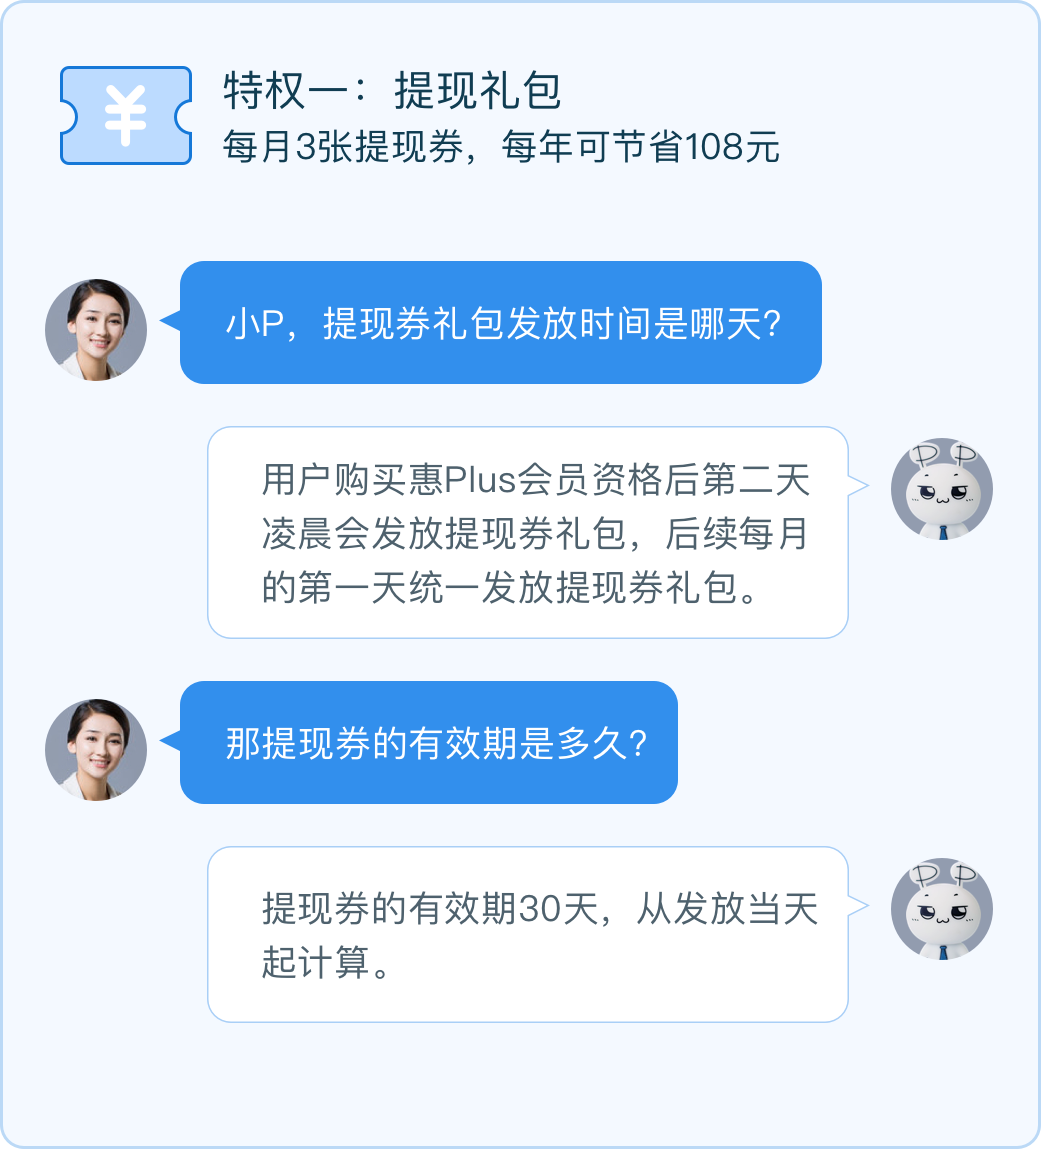 ¥
特权一：提现礼包
每月3张提现券，每年可节省108元
小P，提现券礼包发放时间是哪天？
用户购买惠Plus会员资格后第二天
凌晨会发放提现券礼包，后续每月
的第一天统一发放提现券礼包。
那提现券的有效期是多久？
提现券的有效期30天，从发放当天
起计算。